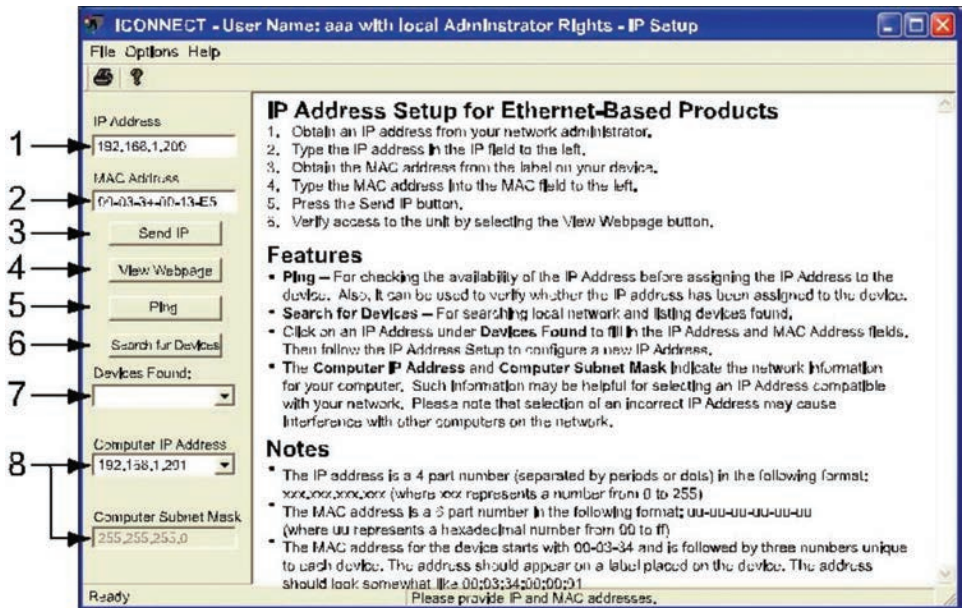 ICONNECT - User Name: aaa with local Adminstrator Rights - IP Setup
File Options Help
1
IP Address
192.168.1.200
2
MAC Address
00-03-34-00-13-E5
3
Send IP
4
View Webpage
5
Ping
6
Search for Devices
7
Devices Found:
8
Computer IP Address
192.168.1.201
Computer Subnet Mask
255.255.255.0
IP Address Setup for Ethernet-Based Products
1. Obtain an IP address from your network administrator.
2. Type the IP address in the IP field to the left.
3. Obtain the MAC address from the label on your device.
4. Type the MAC address into the MAC field to the left.
5. Press the Send IP button.
6. Verify access to the unit by selecting the View Webpage button.
Features
• Ping – For checking the availability of the IP Address before assigning the IP Address to the
device. Also, it can be used to verify whether the IP address has been assigned to the device.
• Search for Devices – For searching local network and listing devices found.
• Click on an IP Address under Devices Found to fill in the IP Address and MAC Address fields.
Then follow the IP Address Setup to configure a new IP Address.
• The Computer IP Address and Computer Subnet Mask indicate the network information
for your computer. Such information may be helpful for selecting an IP Address compatible
with your network. Please note that selection of an incorrect IP Address may cause
interference with other computers on the network.
Notes
• The IP address is a 4 part number (separated by periods or dots) in the following format:
xxx.xxx.xxx.xxx (where xxx represents a number from 0 to 255)
• The MAC address is a 6 part number in the following format: uu-uu-uu-uu-uu-uu
(where uu represents a hexadecimal number from 00 to ff)
• The MAC address for the device starts with 00-03-34 and is followed by three numbers unique
to each device. The address should appear on a label placed on the device. The address
should look somewhat like 00:03:34:00:00:91
Ready
Please provide IP and MAC addresses.